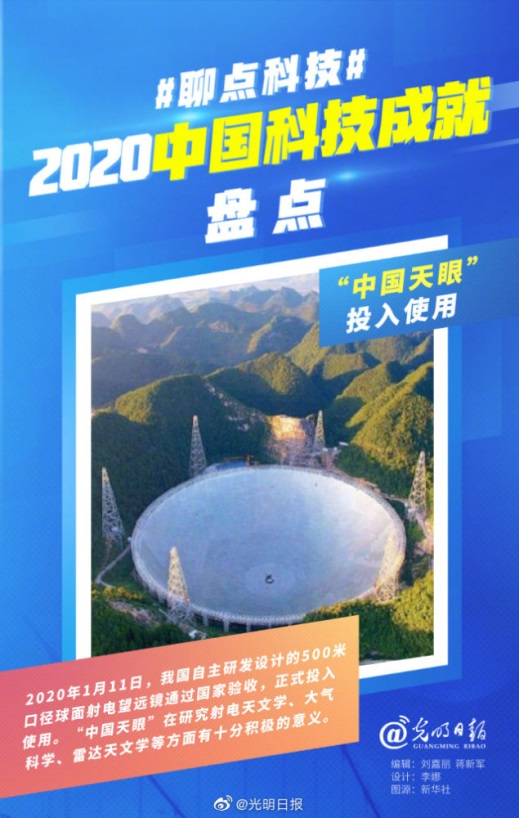 #聊点科技#
2020中国科技成就
盘点
“中国天眼”
投入使用
2020年1月11日，我国自主研发设计的500米
口径球面射电望远镜通过国家验收，正式投入
使用。“中国天眼”在研究射电天文学、大气
科学、雷达天文学等方面有十分积极的意义。
@光明日报
GUANGMING RIBAO
编辑：刘嘉丽 蒋新军
设计：李娜
图源：新华社
@光明日报